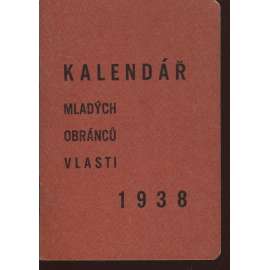 KALENDÁŘ
MLADÝCH
OBRÁNCŮ
VLASTI
1938